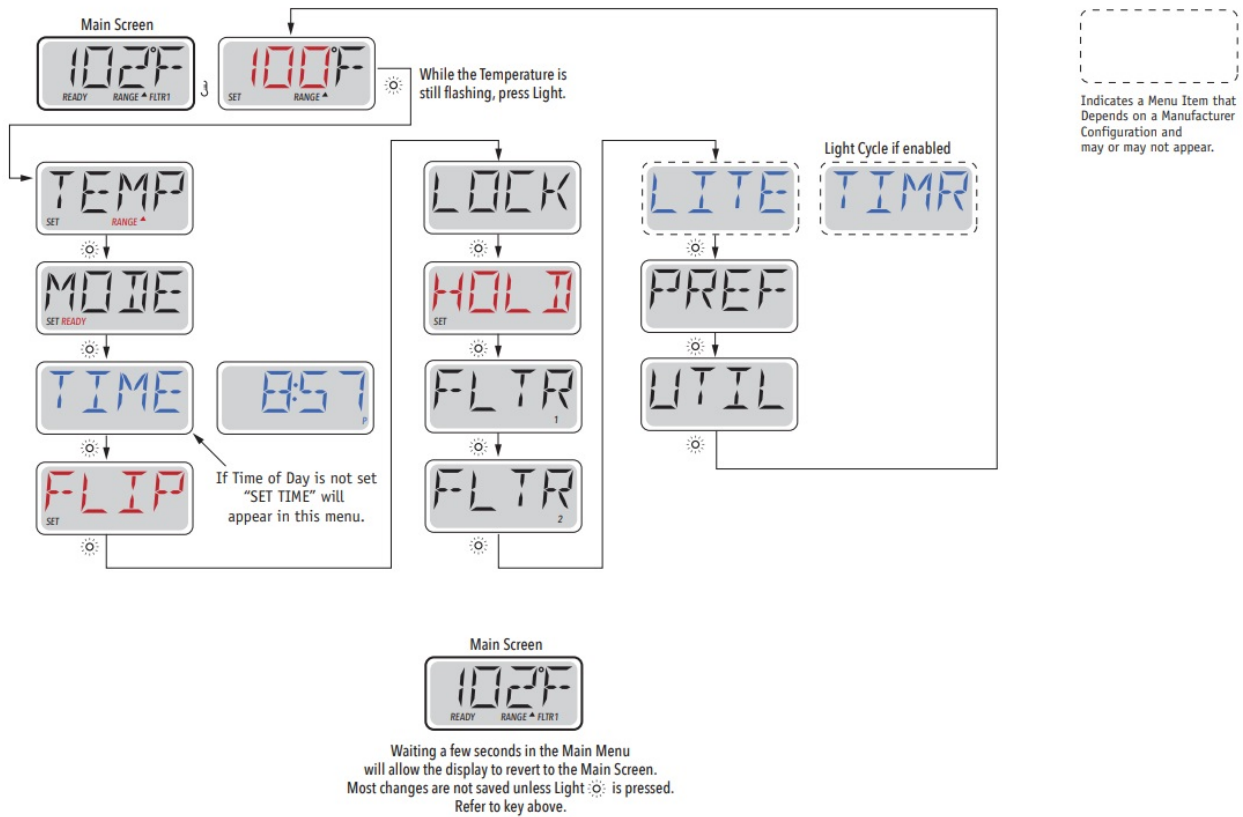 Main Screen
102°F
READY RANGE FLTR1
100°F
SET RANGE
While the Temperature is
still flashing, press Light.
Indicates a Menu Item that
Depends on a Manufacturer
Configuration and
may or may not appear.
TEMP
SET RANGE
MODE
SET READY
TIME
8:57
P
If Time of Day is not set
“SET TIME” will
appear in this menu.
FLIP
SET
LOCK
HOLD
SET
FLTR
1
FLTR
2
Light Cycle if enabled
LITE TIMR
PREF
UTIL
Main Screen
102°F
READY RANGE FLTR1
Waiting a few seconds in the Main Menu
will allow the display to revert to the Main Screen.
Most changes are not saved unless Light is pressed.
Refer to key above.